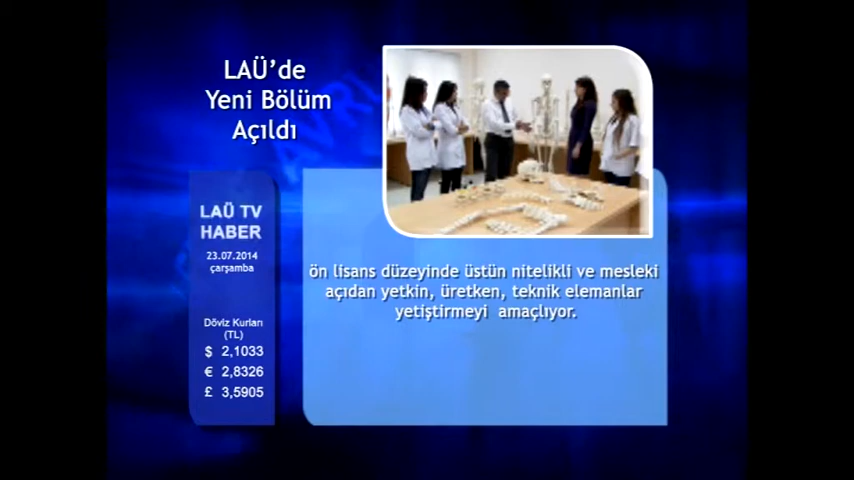 LAÜ’de
Yeni Bölüm
Açıldı
LAÜ TV
HABER
23.07.2014
çarşamba
Döviz Kurları
(TL)
$ 2,1033
€ 2,8326
£ 3,5905
ön lisans düzeyinde üstün nitelikli ve mesleki
açıdan yetkin, üretken, teknik elemanlar
yetiştirmeyi amaçlıyor.